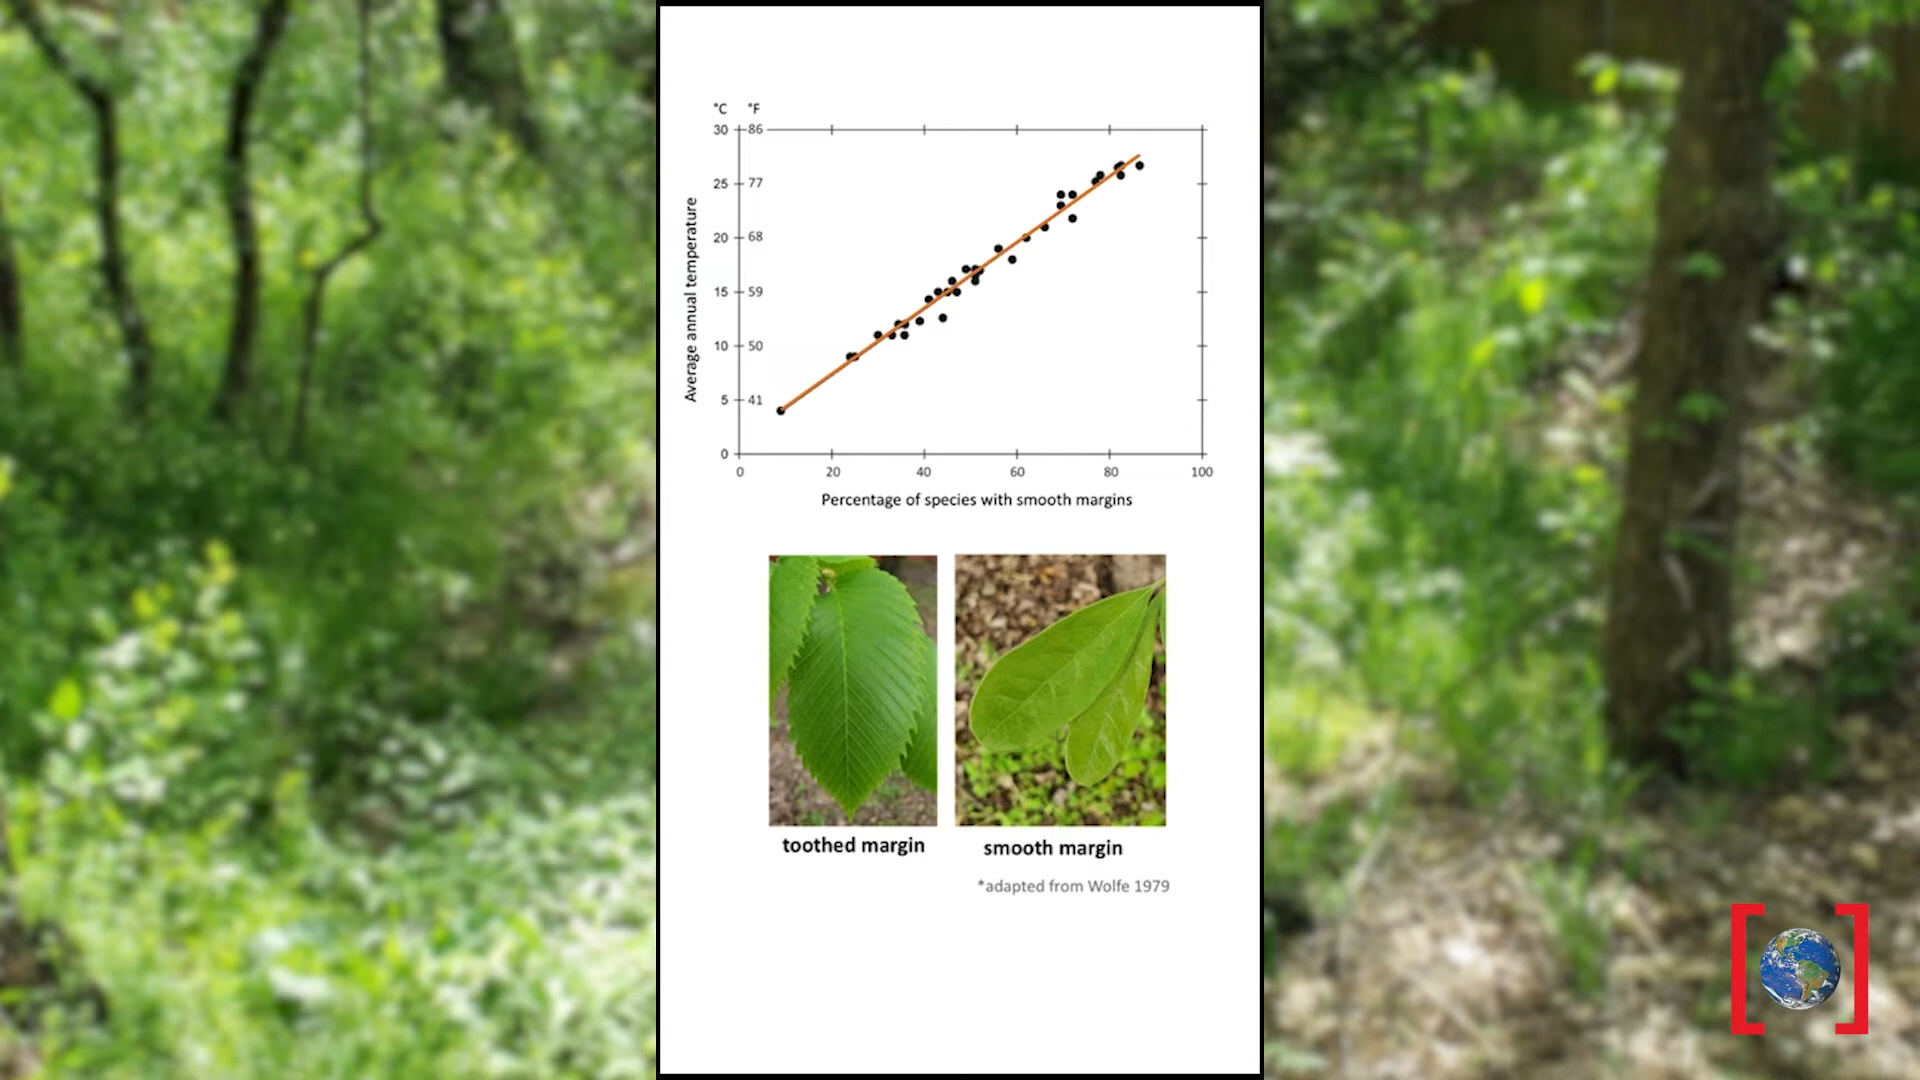 °C °F
30 86
25 77
20 68
15 59
10 50
5 41
0
Average annual temperature
0 20 40 60 80 100
Percentage of species with smooth margins
toothed margin
smooth margin
*adapted from Wolfe 1979